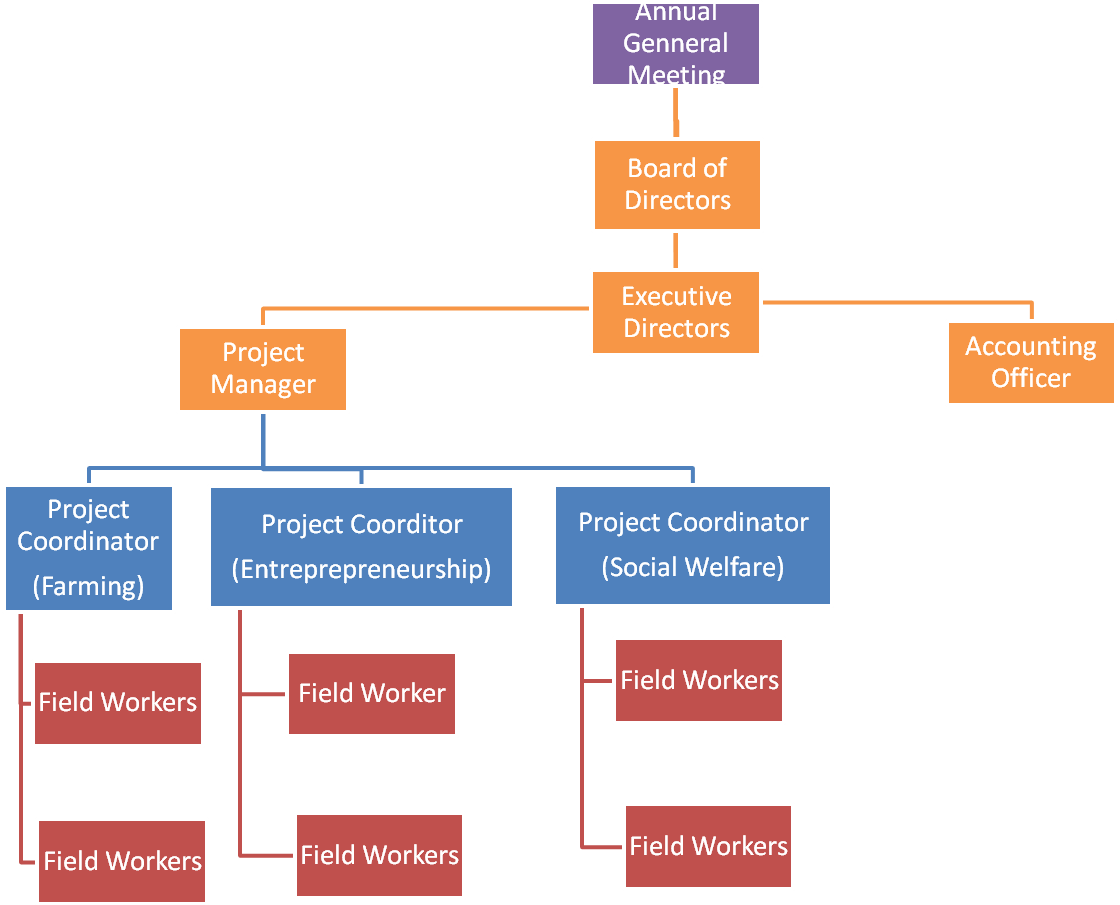 Annual
Genneral
Meeting
Board of
Directors
Executive
Directors
Project
Manager
Accounting
Officer
Project
Coordinator
(Farming)
Project Coorditor
(Entreprepreneurship)
Project Coordinator
(Social Welfare)
Field Workers
Field Worker
Field Workers
Field Workers
Field Workers
Field Workers